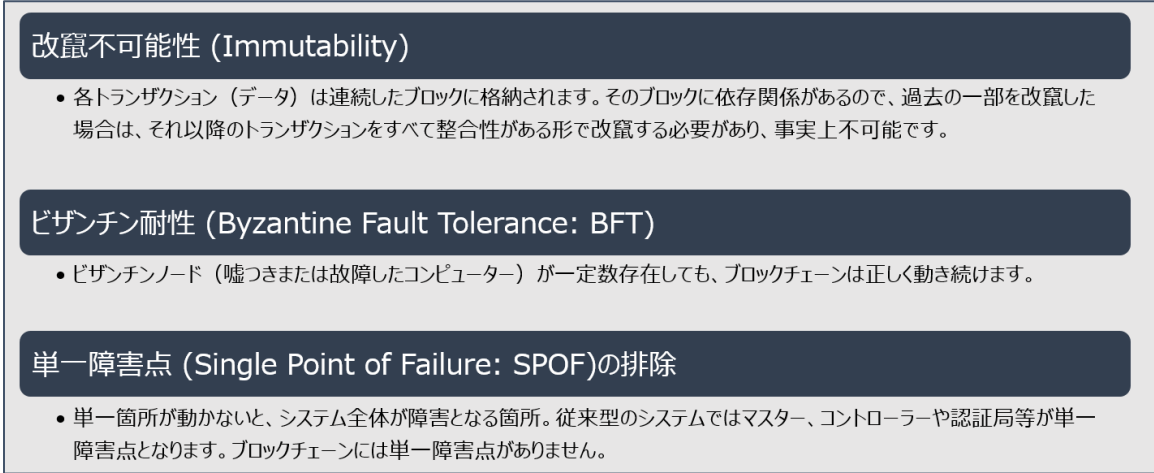 改竄不可能性 (Immutability)
• 各トランザクション（データ）は連続したブロックに格納されます。そのブロックに依存関係があるので、過去の一部を改竄した
場合は、それ以降のトランザクションをすべて整合性がある形で改竄する必要があり、事実上不可能です。
ビザンチン耐性 (Byzantine Fault Tolerance: BFT)
• ビザンチンノード（嘘つきまたは故障したコンピューター）が一定数存在しても、ブロックチェーンは正しく動き続けます。
単一障害点 (Single Point of Failure: SPOF)の排除
• 単一箇所が動かないと、システム全体が障害となる箇所。従来型のシステムではマスター、コントローラーや認証局等が単一
障害点となります。ブロックチェーンには単一障害点がありません。